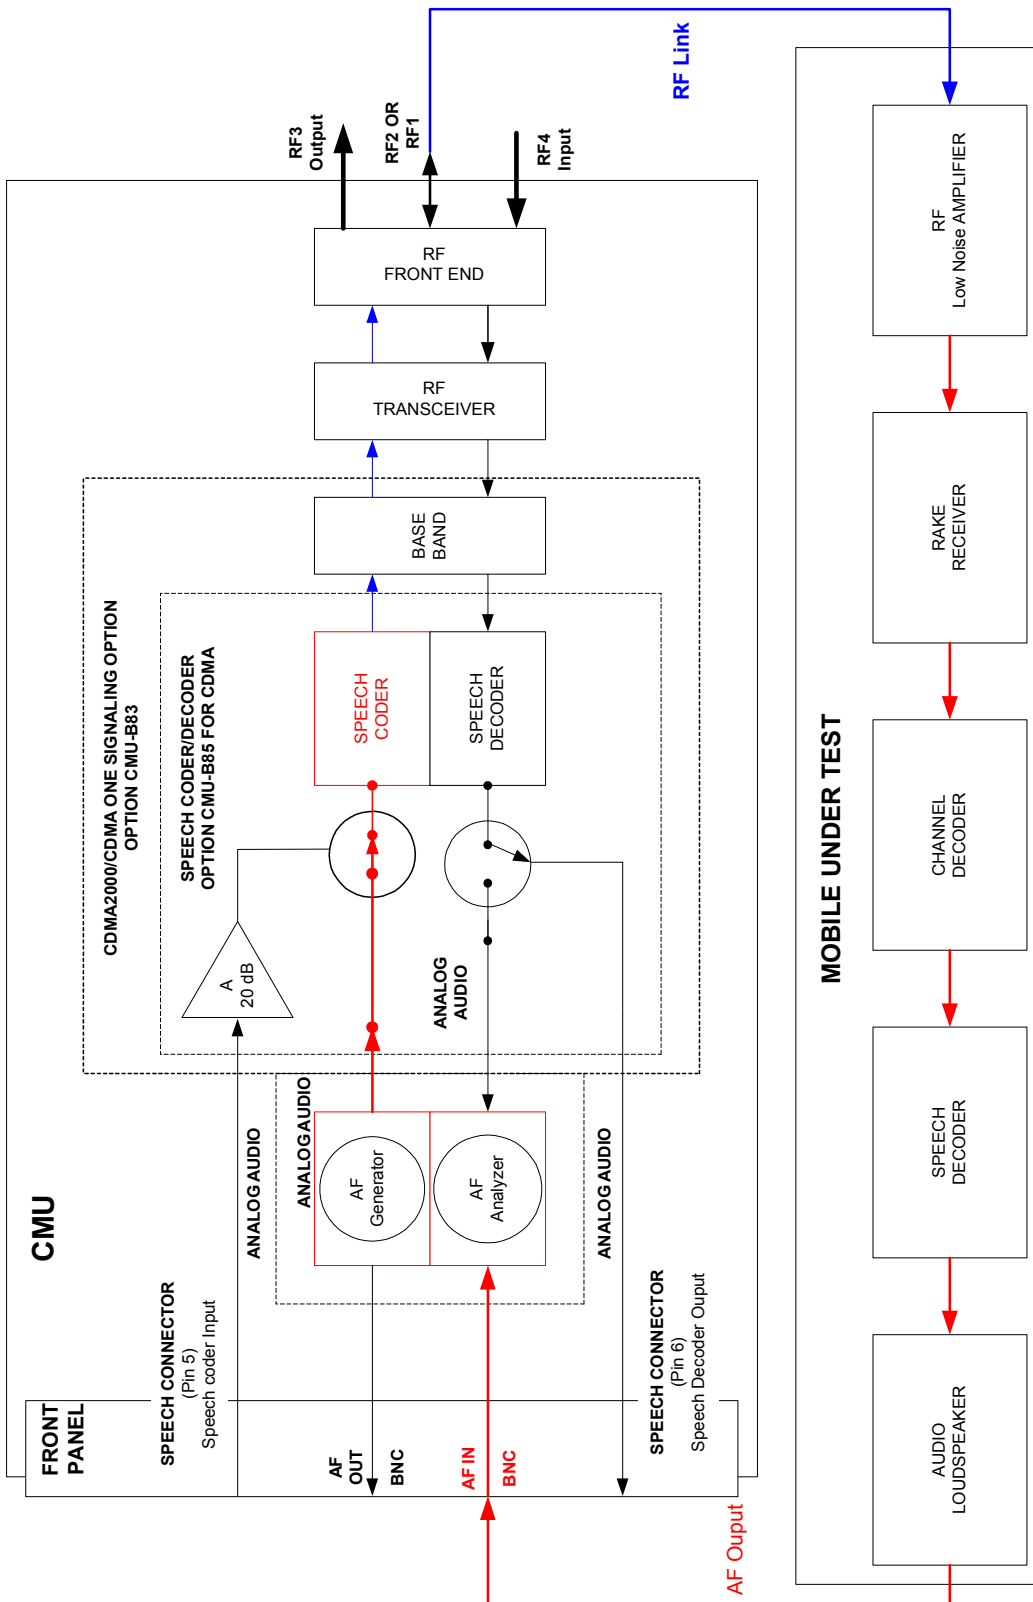 CMU
FRONT
PANEL
SPEECH CONNECTOR
(Pin 5)
Speech coder Input
AF
OUT
BNC
AF IN
BNC
SPEECH CONNECTOR
(Pin 6)
Speech Decoder Ouput
AF Ouput
ANALOG AUDIO
ANALOG AUDIO
AF
Generator
AF
Analyzer
ANALOG AUDIO
CDMA2000/CDMA ONE SIGNALING OPTION
OPTION CMU-B83
SPEECH CODER/DECODER
OPTION CMU-B85 FOR CDMA
A
20 dB
ANALOG
AUDIO
SPEECH
CODER
SPEECH
DECODER
BASE
BAND
RF
TRANSCEIVER
RF
FRONT END
RF3
Output
RF2 OR
RF1
RF4
Input
RF Link
MOBILE UNDER TEST
AUDIO
LOUDSPEAKER
SPEECH
DECODER
CHANNEL
DECODER
RAKE
RECEIVER
RF
Low Noise AMPLIFIER